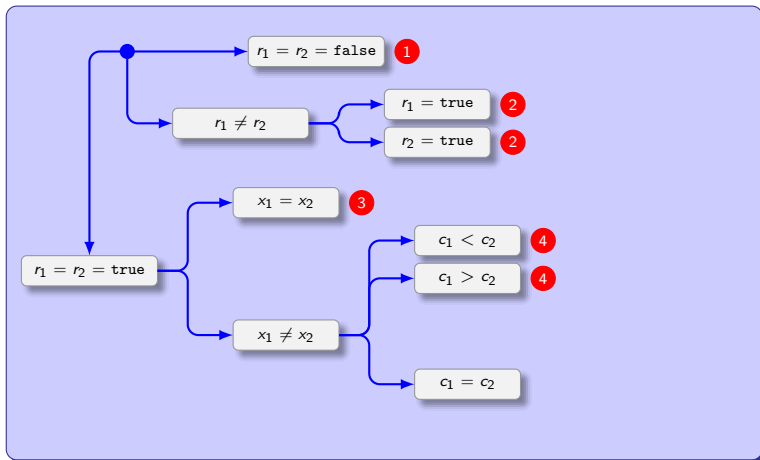 r₁ = r₂ = false 1
r₁ = true 2
r₁ ≠ r₂
r₂ = true 2
x₁ = x₂ 3
c₁ < c₂ 4
r₁ = r₂ = true
c₁ > c₂ 4
x₁ ≠ x₂
c₁ = c₂